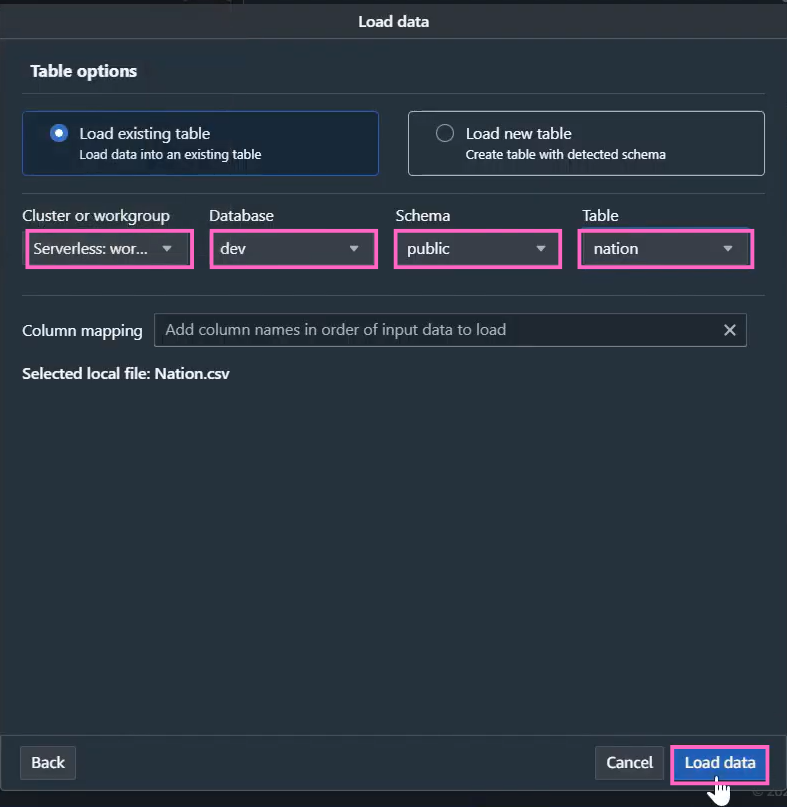 Load data
Table options
Load existing table
Load data into an existing table
Load new table
Create table with detected schema
Cluster or workgroup
Database
Schema
Table
Serverless: wor...
dev
public
nation
Column mapping
Add column names in order of input data to load
Selected local file: Nation.csv
Back
Cancel
Load data